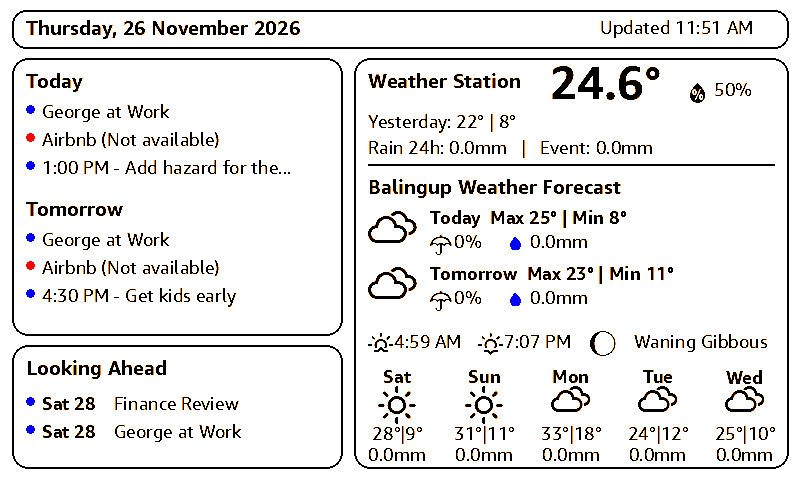 Thursday, 26 November 2026
Updated 11:51 AM
Today
George at Work
Airbnb (Not available)
1:00 PM - Add hazard for the...
Tomorrow
George at Work
Airbnb (Not available)
4:30 PM - Get kids early
Looking Ahead
Sat 28 Finance Review
Sat 28 George at Work
Weather Station 24.6° % 50%
Yesterday: 22° | 8°
Rain 24h: 0.0mm | Event: 0.0mm
Balingup Weather Forecast
Today Max 25° | Min 8°
0% 0.0mm
Tomorrow Max 23° | Min 11°
0% 0.0mm
4:59 AM 7:07 PM Waning Gibbous
Sat Sun Mon Tue Wed
28°|9° 31°|11° 33°|18° 24°|12° 25°|10°
0.0mm 0.0mm 0.0mm 0.0mm 0.0mm